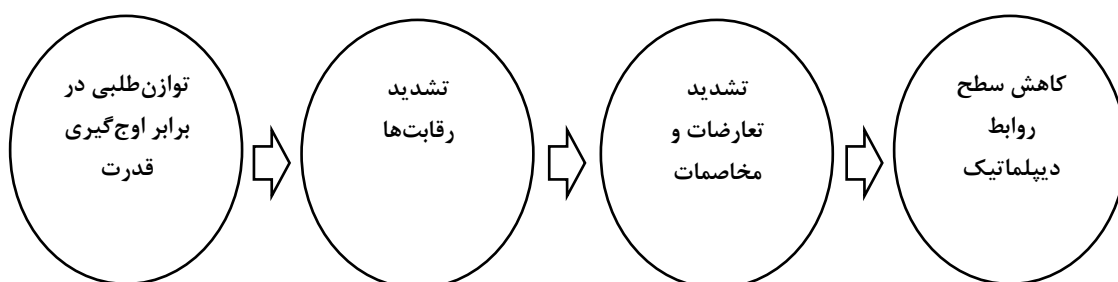 توازن‌طلبی در
برابر اوج‌گیری
قدرت
تشدید
رقابت‌ها
تشدید
تعارضات و
مخاصمات
کاهش سطح
روابط
دیپلماتیک